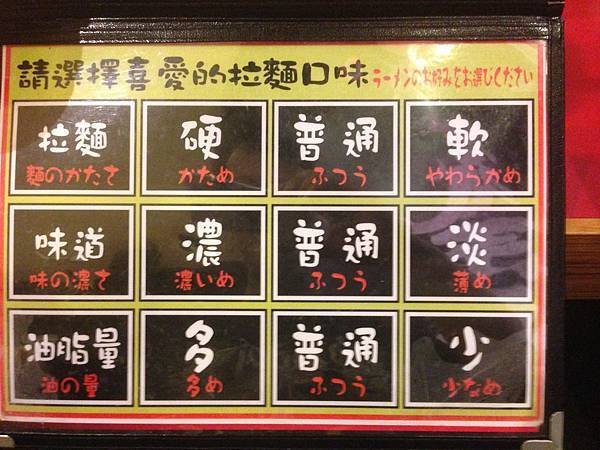 請選擇喜愛的拉麵口味 ラーメンのお好みをお選びください
拉麵 硬 普通 軟
麺のかたさ かため ふつう やわらかめ
味道 濃 普通 淡
味の濃さ 濃いめ ふつう 薄め
油脂量 多 普通 少
油の量 多め ふつう 少なめ